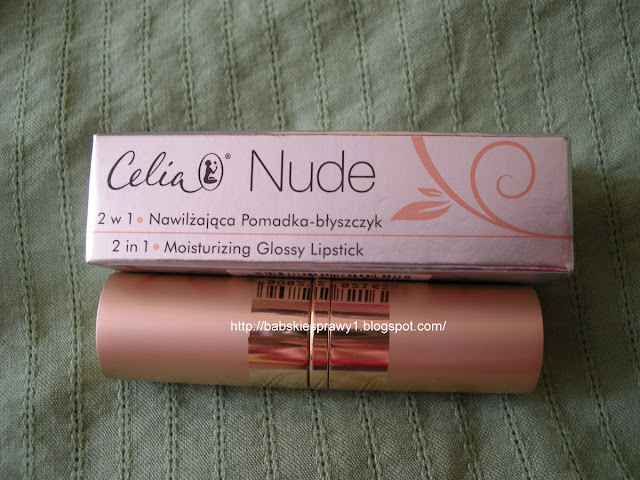 Celia® Nude
2 w 1 • Nawilżająca Pomadka-błyszczyk
2 in 1 • Moisturizing Glossy Lipstick
http://babskiesprawy1.blogspot.com/